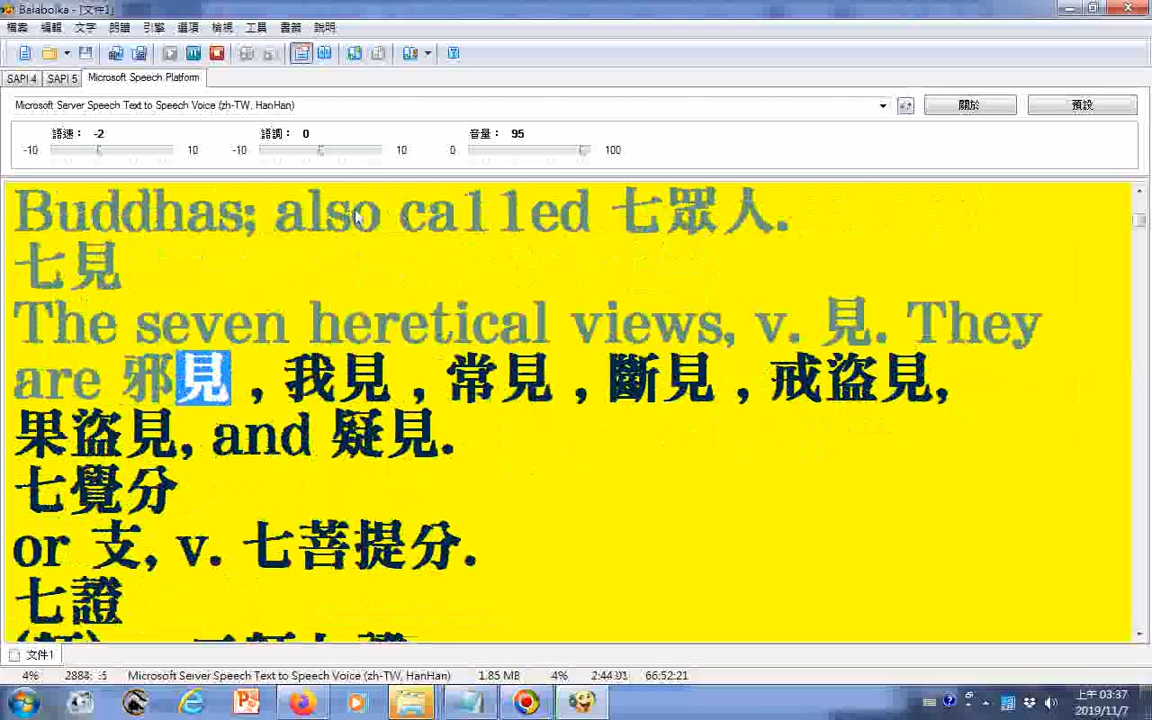 Balabolka - [文件1]
檔案 編輯 文字 朗讀 引擎 選項 檢視 工具 書籤 說明
SAPI 4 SAPI 5 Microsoft Speech Platform
Microsoft Server Speech Text to Speech Voice (zh-TW, HanHan) 關於 預設
語速： -2 語調： 0 音量： 95
-10 10 -10 10 0 100
Buddhas; also ca11ed 七眾人.
七見
The seven heretical views, v. 見. They
are 邪見 , 我見 , 常見 , 斷見 , 戒盜見,
果盜見, and 疑見.
七覺分
or 支, v. 七菩提分.
七證
文件1
4% Microsoft Server Speech Text to Speech Voice (zh-TW, HanHan) 1.85 MB 4% 2:44:01 66:52:21
上午 03:37
2019/11/7